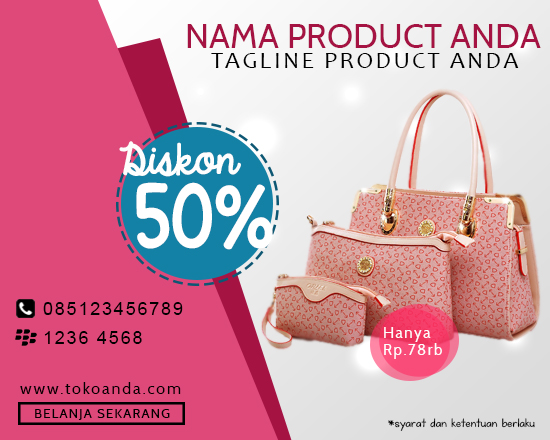 NAMA PRODUCT ANDA
TAGLINE PRODUCT ANDA
Diskon
50%
085123456789
1236 4568
Hanya
Rp.78rb
www.tokoanda.com
BELANJA SEKARANG
*syarat dan ketentuan berlaku